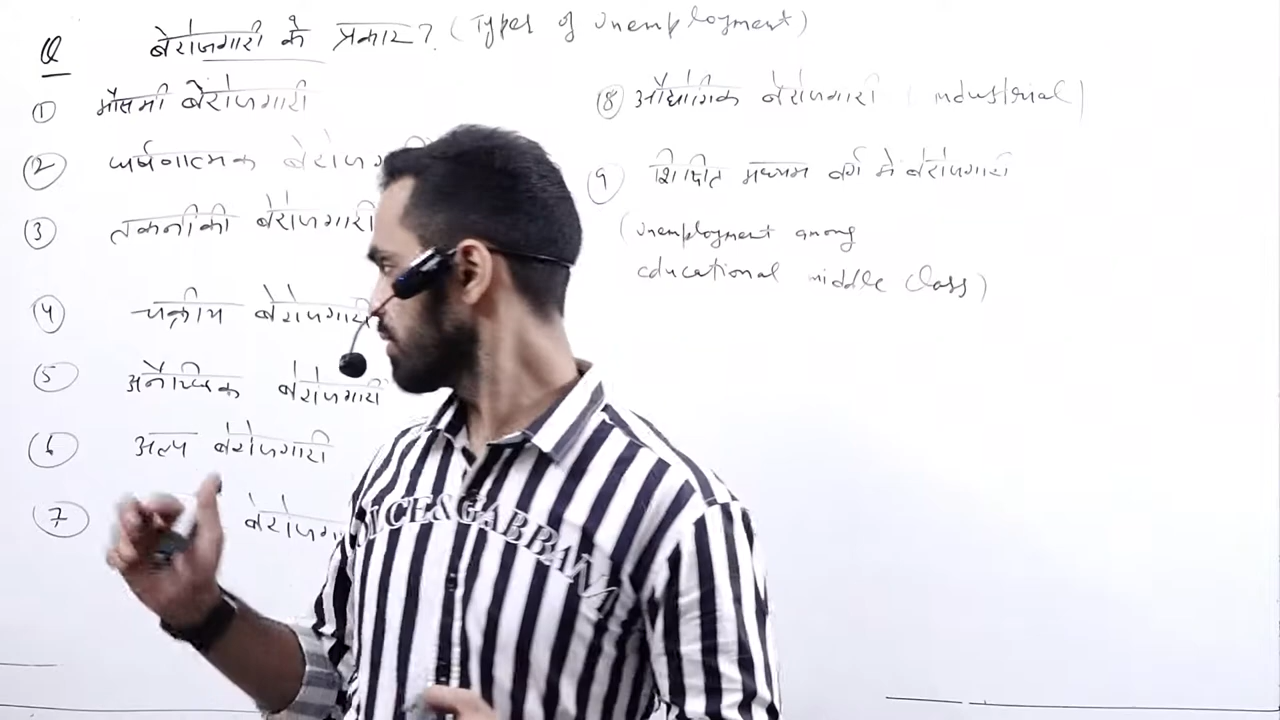 Q बेरोजगारी के प्रकार? (Types of unemployment)
① मौसमी बेरोजगारी
② घर्षणात्मक
③ तकनीकी बेरोजगारी
④ चक्रीय बेरोजगारी
⑤ अनैच्छिक बेरोजगारी
⑥ अल्प बेरोजगारी
⑦
⑧ औद्योगिक बेरोजगारी (industrial)
⑨ शिक्षित मध्यम वर्ग मे बेरोजगारी
(unemployment among
educational middle class)